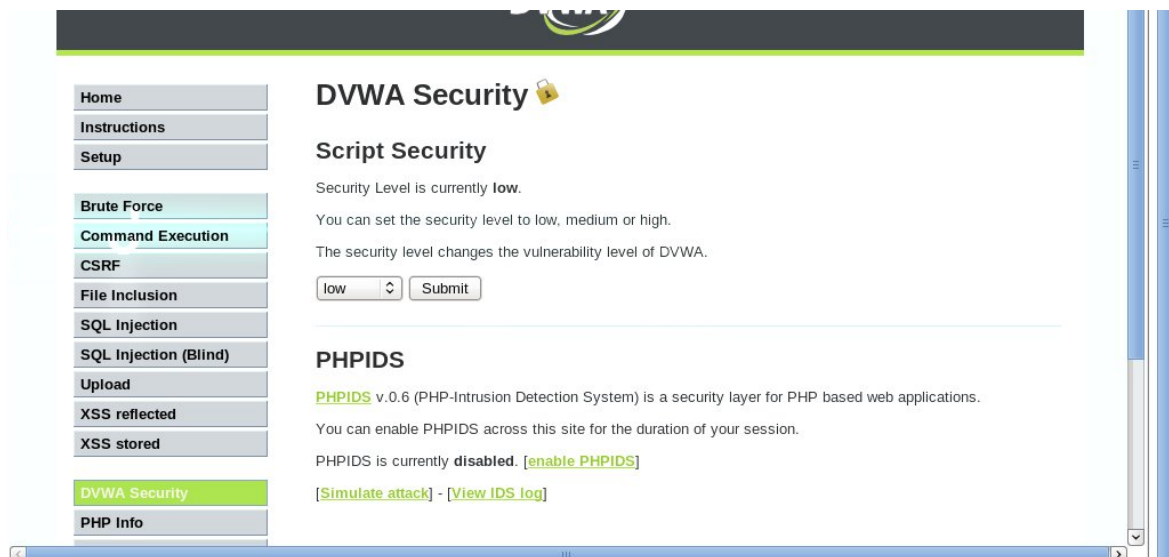 DVWA
Home
Instructions
Setup
Brute Force
Command Execution
CSRF
File Inclusion
SQL Injection
SQL Injection (Blind)
Upload
XSS reflected
XSS stored
DVWA Security
PHP Info
DVWA Security
Script Security
Security Level is currently low.
You can set the security level to low, medium or high.
The security level changes the vulnerability level of DVWA.
low Submit
PHPIDS
PHPIDS v.0.6 (PHP-Intrusion Detection System) is a security layer for PHP based web applications.
You can enable PHPIDS across this site for the duration of your session.
PHPIDS is currently disabled. [enable PHPIDS]
[Simulate attack] - [View IDS log]